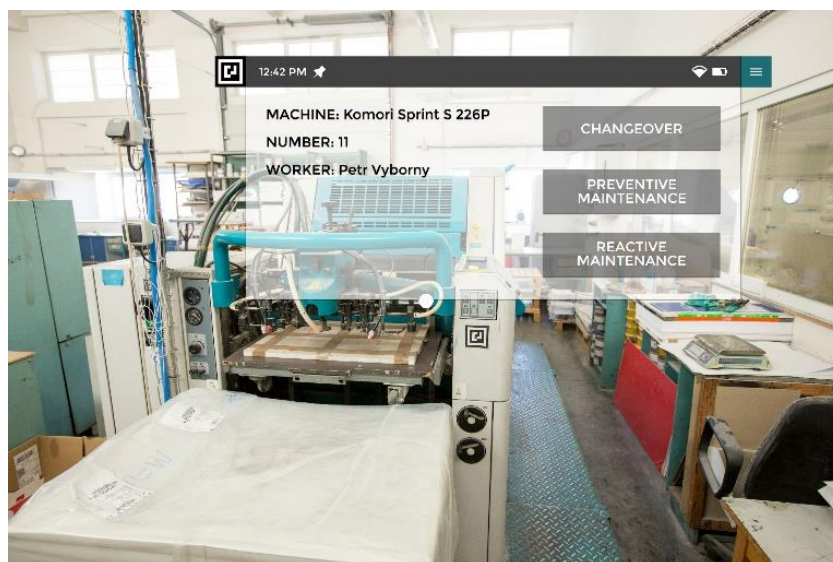 12:42 PM
MACHINE: Komori Sprint S 226P
NUMBER: 11
WORKER: Petr Vyborny
CHANGEOVER
PREVENTIVE
MAINTENANCE
REACTIVE
MAINTENANCE